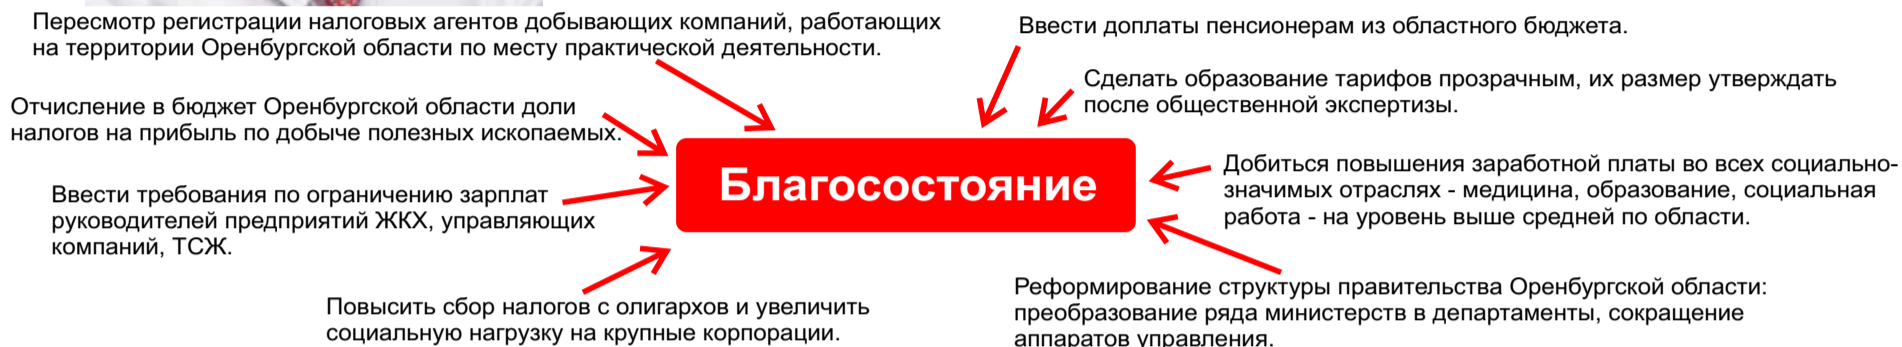 Пересмотр регистрации налоговых агентов добывающих компаний, работающих
на территории Оренбургской области по месту практической деятельности.
Ввести доплаты пенсионерам из областного бюджета.
Сделать образование тарифов прозрачным, их размер утверждать
после общественной экспертизы.
Отчисление в бюджет Оренбургской области доли
налогов на прибыль по добыче полезных ископаемых.
Благосостояние
Добиться повышения заработной платы во всех социально-
значимых отраслях - медицина, образование, социальная
работа - на уровень выше средней по области.
Ввести требования по ограничению зарплат
руководителей предприятий ЖКХ, управляющих
компаний, ТСЖ.
Повысить сбор налогов с олигархов и увеличить
социальную нагрузку на крупные корпорации.
Реформирование структуры правительства Оренбургской области:
преобразование ряда министерств в департаменты, сокращение
аппаратов управления.